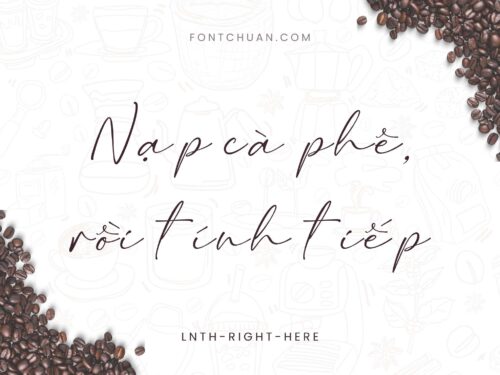 FONTCHUAN.COM
Nạp cà phê,
rồi tính tiếp
LNTH-RIGHT-HERE